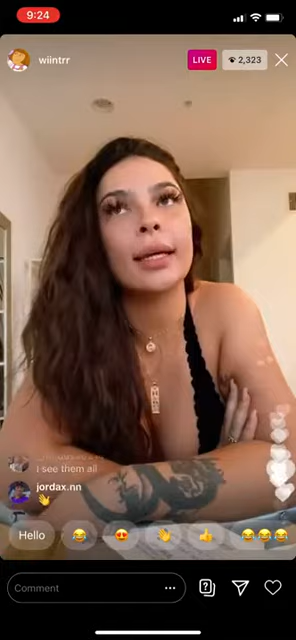 9:24
wiintrr
LIVE
2,323
I see them all
jordax.nn
👋
Hello 😂 😍 👋 👍 😂😂😂
Comment